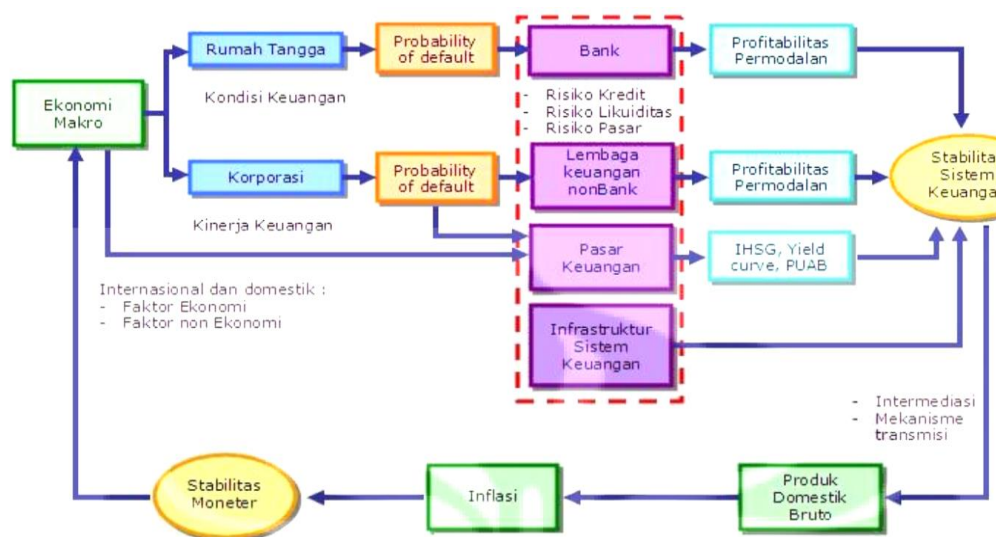 Rumah Tangga
Probability
of default
Bank
Profitabilitas
Permodalan
Kondisi Keuangan
- Risiko Kredit
- Risiko Likuiditas
- Risiko Pasar
Ekonomi
Makro
Korporasi
Probability
of default
Lembaga
keuangan
nonBank
Profitabilitas
Permodalan
Stabilita
Sistem
Keuanga
Kinerja Keuangan
Pasar
Keuangan
IHSG, Yield
curve, PUAB
Internasional dan domestik :
- Faktor Ekonomi
- Faktor non Ekonomi
Infrastruktur
Sistem
Keuangan
- Intermediasi
- Mekanisme
transmisi
Stabilitas
Moneter
Inflasi
Produk
Domestik
Bruto